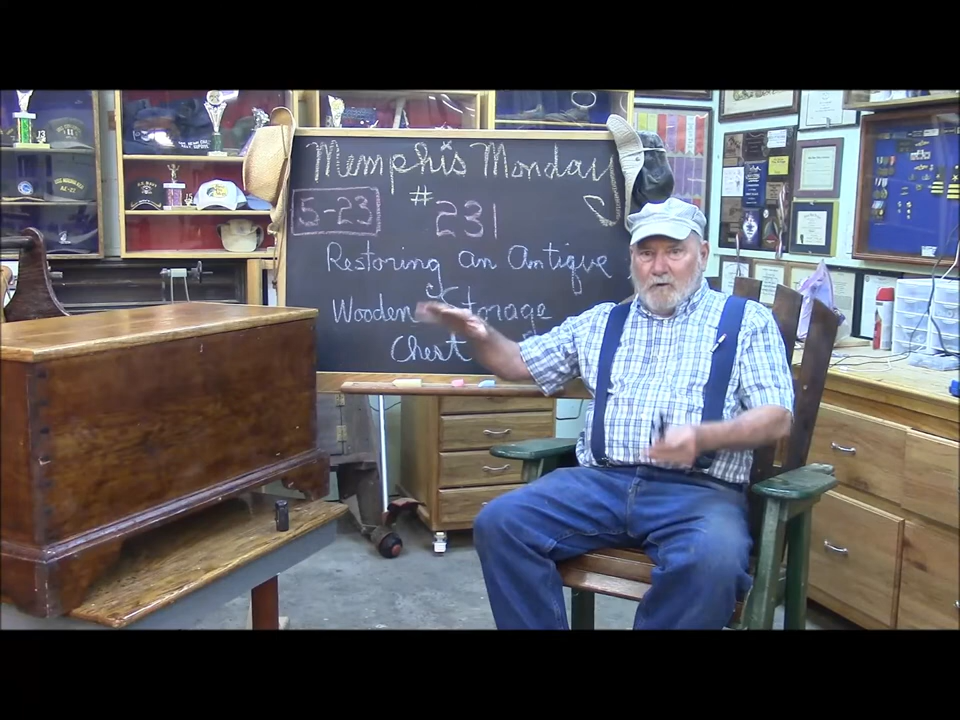 Memphis Monday
#
5-23
231
Restoring an Antique
Wooden Storage
Chest